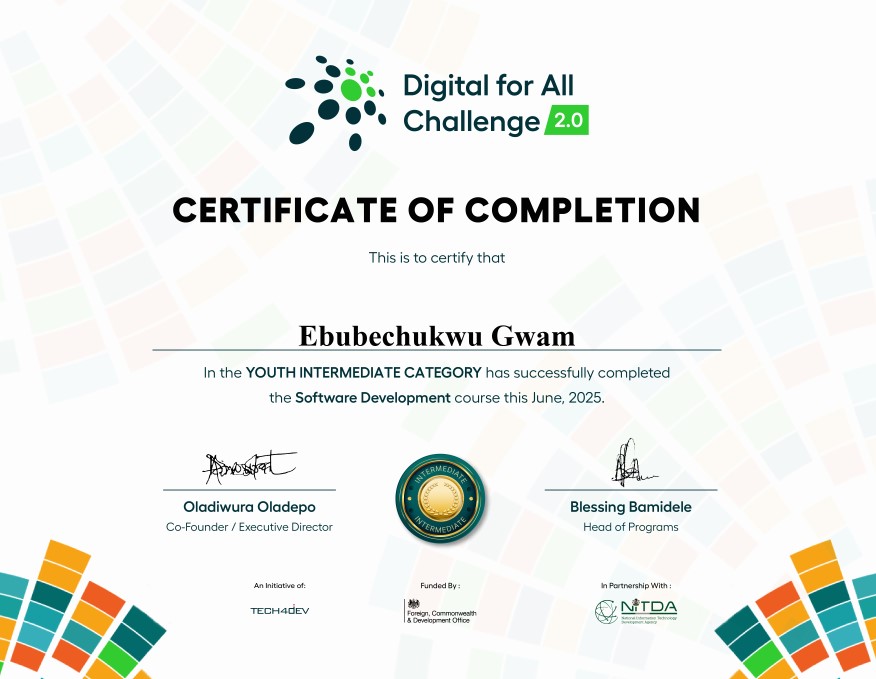 Digital for All
Challenge 2.0
CERTIFICATE OF COMPLETION
This is to certify that
Ebubechukwu Gwam
In the YOUTH INTERMEDIATE CATEGORY has successfully completed
the Software Development course this June, 2025.
INTERMEDIATE
INTERMEDIATE
Oladiwura Oladepo
Co-Founder / Executive Director
Blessing Bamidele
Head of Programs
An Initiative of:
TECH4DEV
Funded By :
Foreign, Commonwealth
& Development Office
In Partnership With :
NITDA
National Information Technology
Development Agency